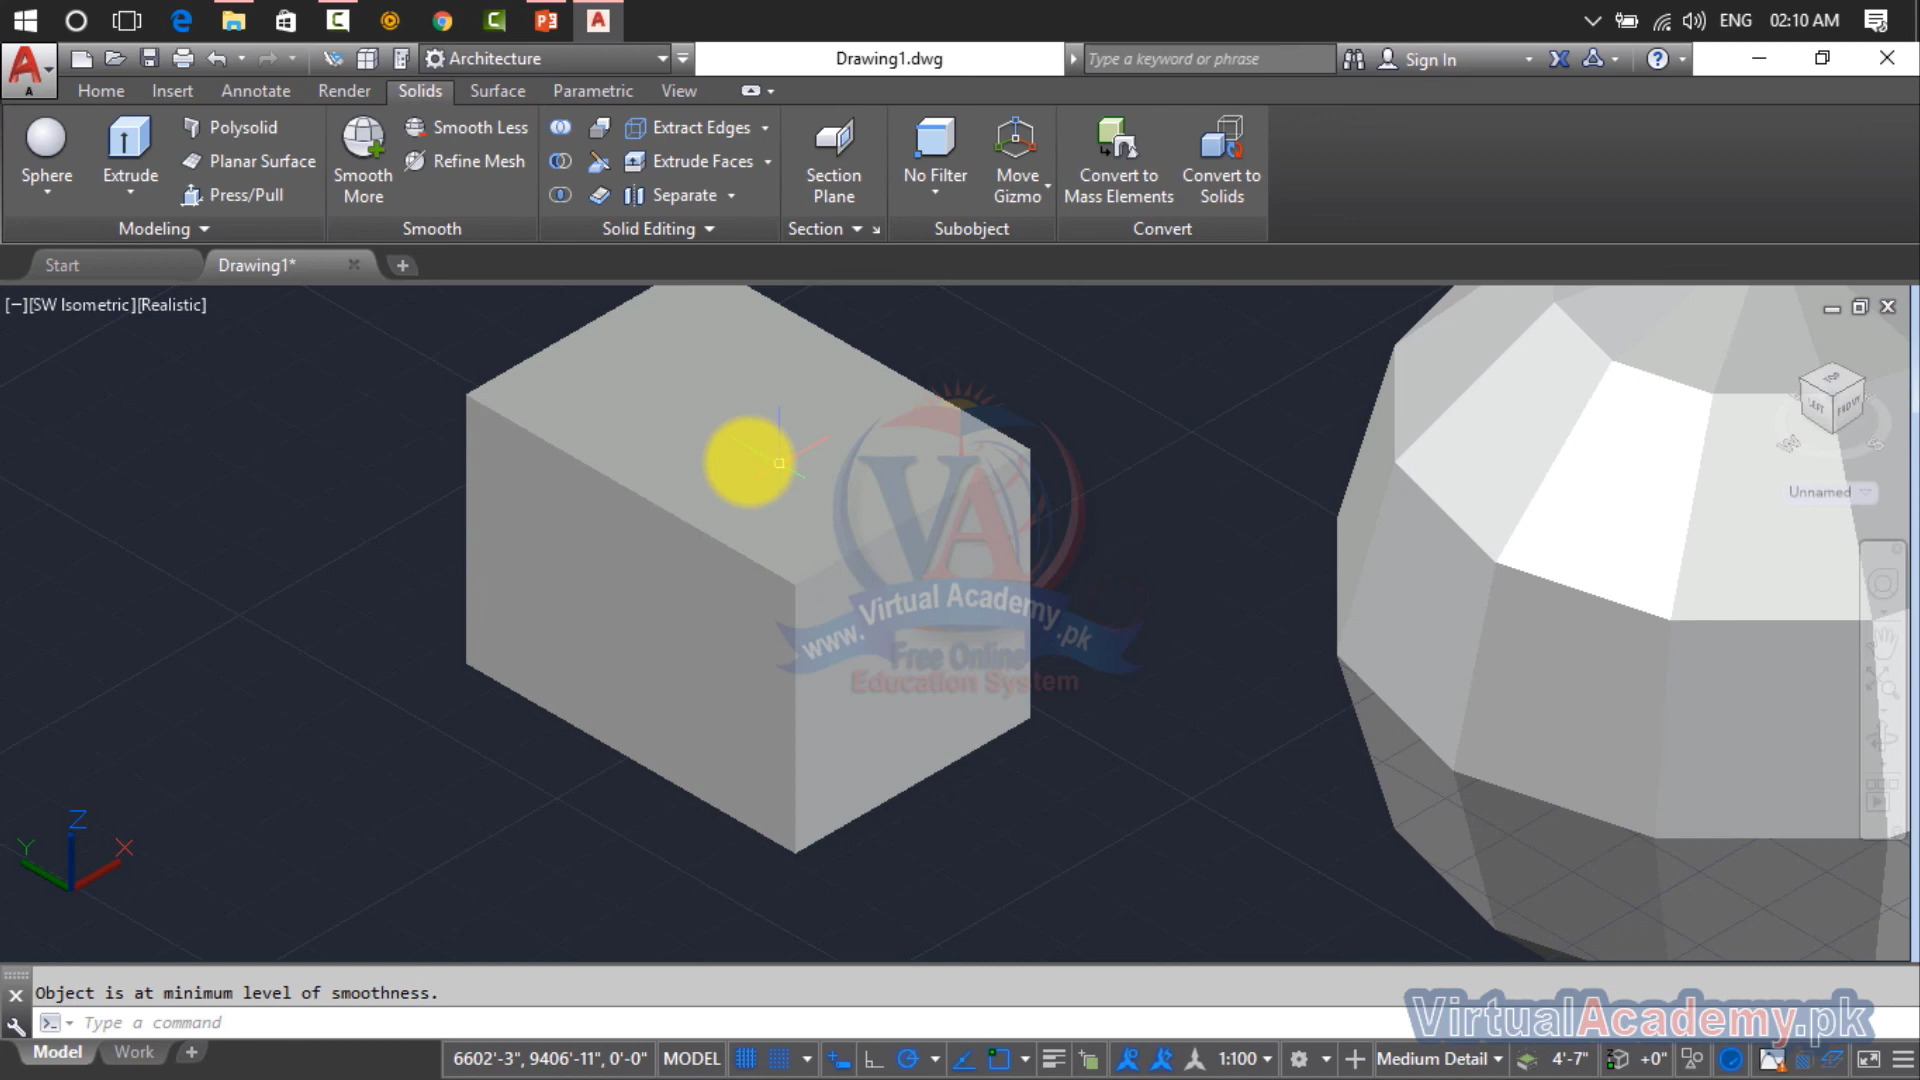 ENG 02:10 AM
Architecture
Drawing1.dwg
Type a keyword or phrase
Sign In
A
Home Insert Annotate Render Solids Surface Parametric View
Sphere
Extrude
Polysolid
Planar Surface
Press/Pull
Modeling
Smooth More
Smooth Less
Refine Mesh
Smooth
Extract Edges
Extrude Faces
Separate
Solid Editing
Section Plane
Section
No Filter
Move Gizmo
Subobject
Convert to Mass Elements
Convert to Solids
Convert
Start
Drawing1*
[−][SW Isometric][Realistic]
TOP
LEFT
FRONT
W
S
Unnamed
VA
www. Virtual Academy.pk
Free Online
Education System
Z
Y
X
Object is at minimum level of smoothness.
Type a command
VirtualAcademy.pk
Model Work
6602'-3", 9406'-11", 0'-0" MODEL 1:100 Medium Detail 4'-7" +0"